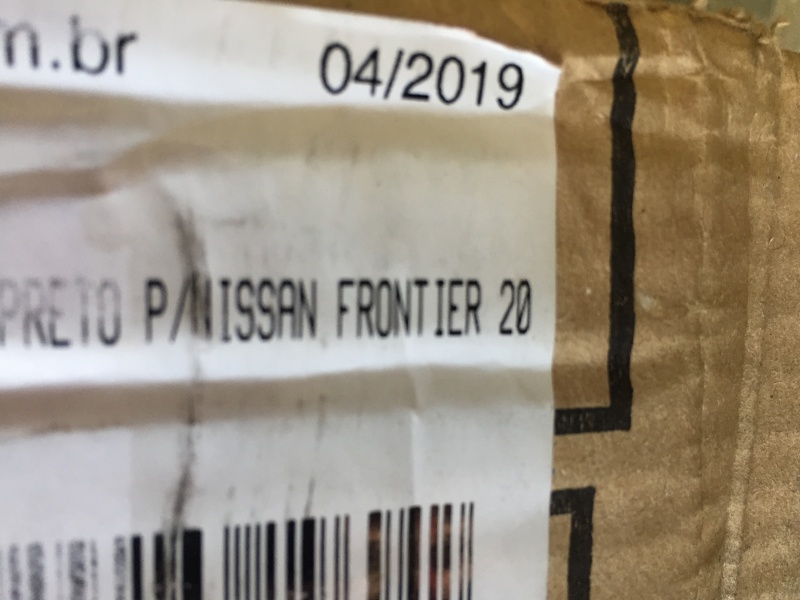 m.br
04/2019
PRETO P/NISSAN FRONTIER 20